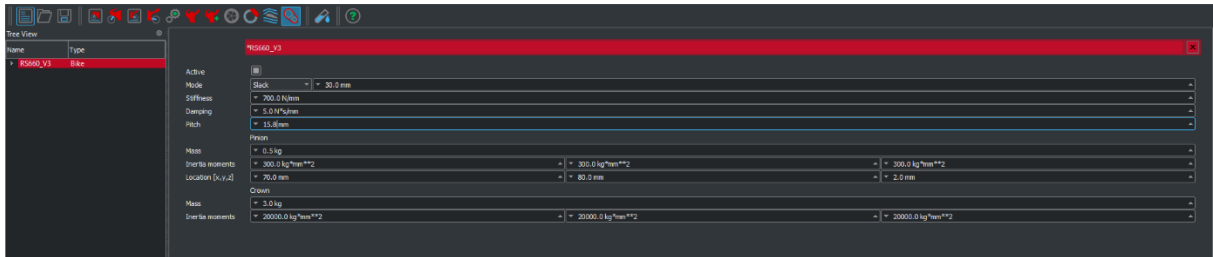 Tree View
Name Type
RS660_V3 Bike
*RS660_V3
Active
Mode Slack 30.0 mm
Stiffness 700.0 N/mm
Damping 5.0 N*s/mm
Pitch 15.8 mm
Pinion
Mass 0.5 kg
Inertia moments 300.0 kg*mm**2 300.0 kg*mm**2 300.0 kg*mm**2
Location [x,y,z] 70.0 mm 80.0 mm 2.0 mm
Crown
Mass 3.0 kg
Inertia moments 20000.0 kg*mm**2 20000.0 kg*mm**2 20000.0 kg*mm**2